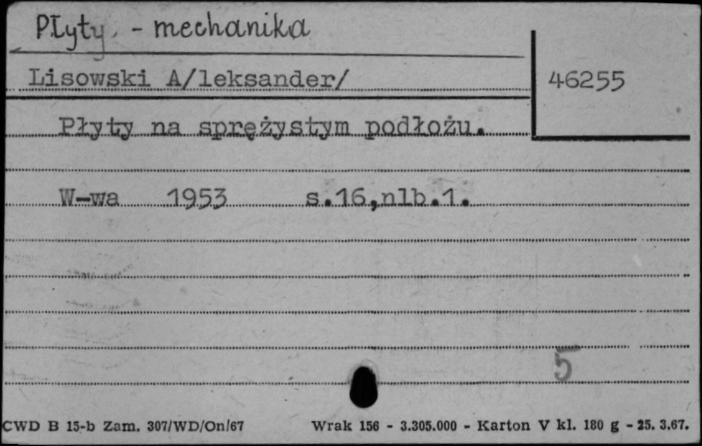 Płyty - mechanika
Lisowski A/leksander/
46255
Płyty na sprężystym podłożu.
W-wa 1953 s.16,nlb.1.
5
CWD B 15-b Zam. 307/WD/On/67 Wrak 156 - 3.305.000 - Karton V kl. 180 g - 25. 3.67.